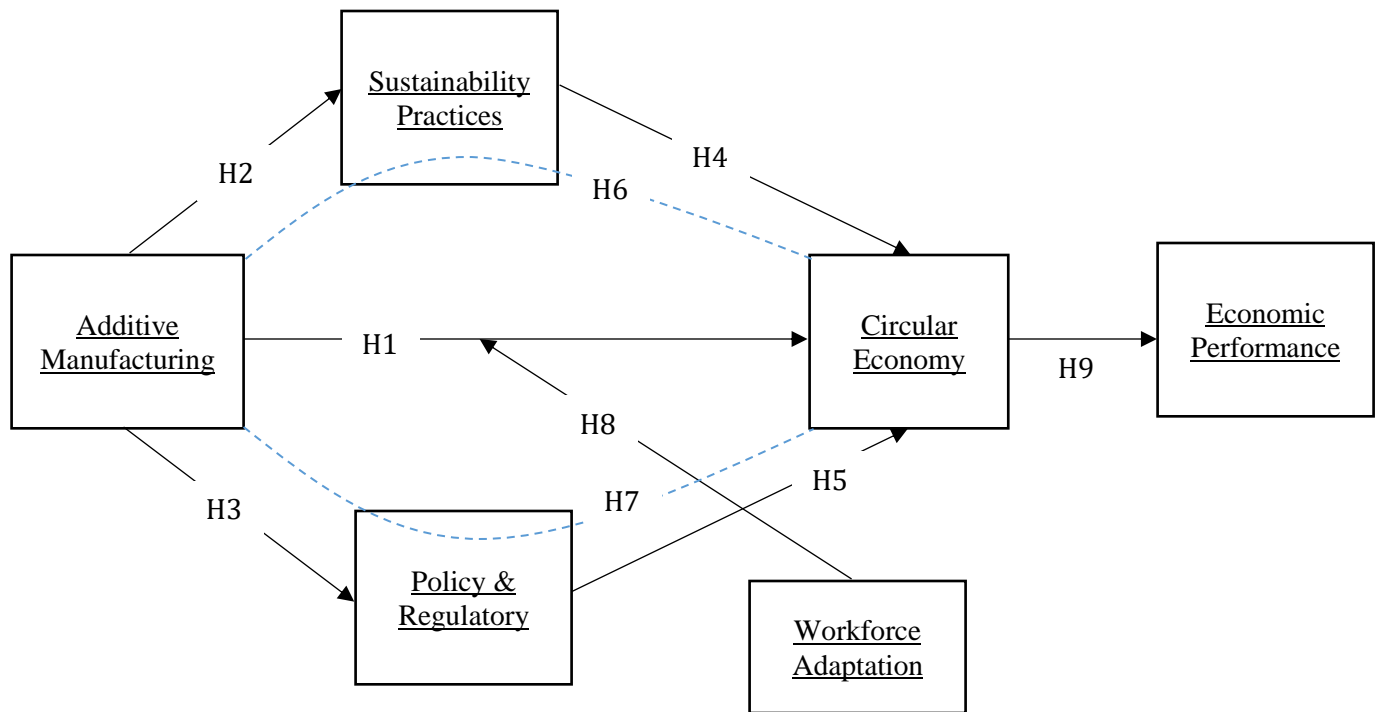 Sustainability
Practices
H4
H2
H6
Additive
Manufacturing
H1
Circular
Economy
Economic
Performance
H9
H8
H3
H7
H5
Policy &
Regulatory
Workforce
Adaptation